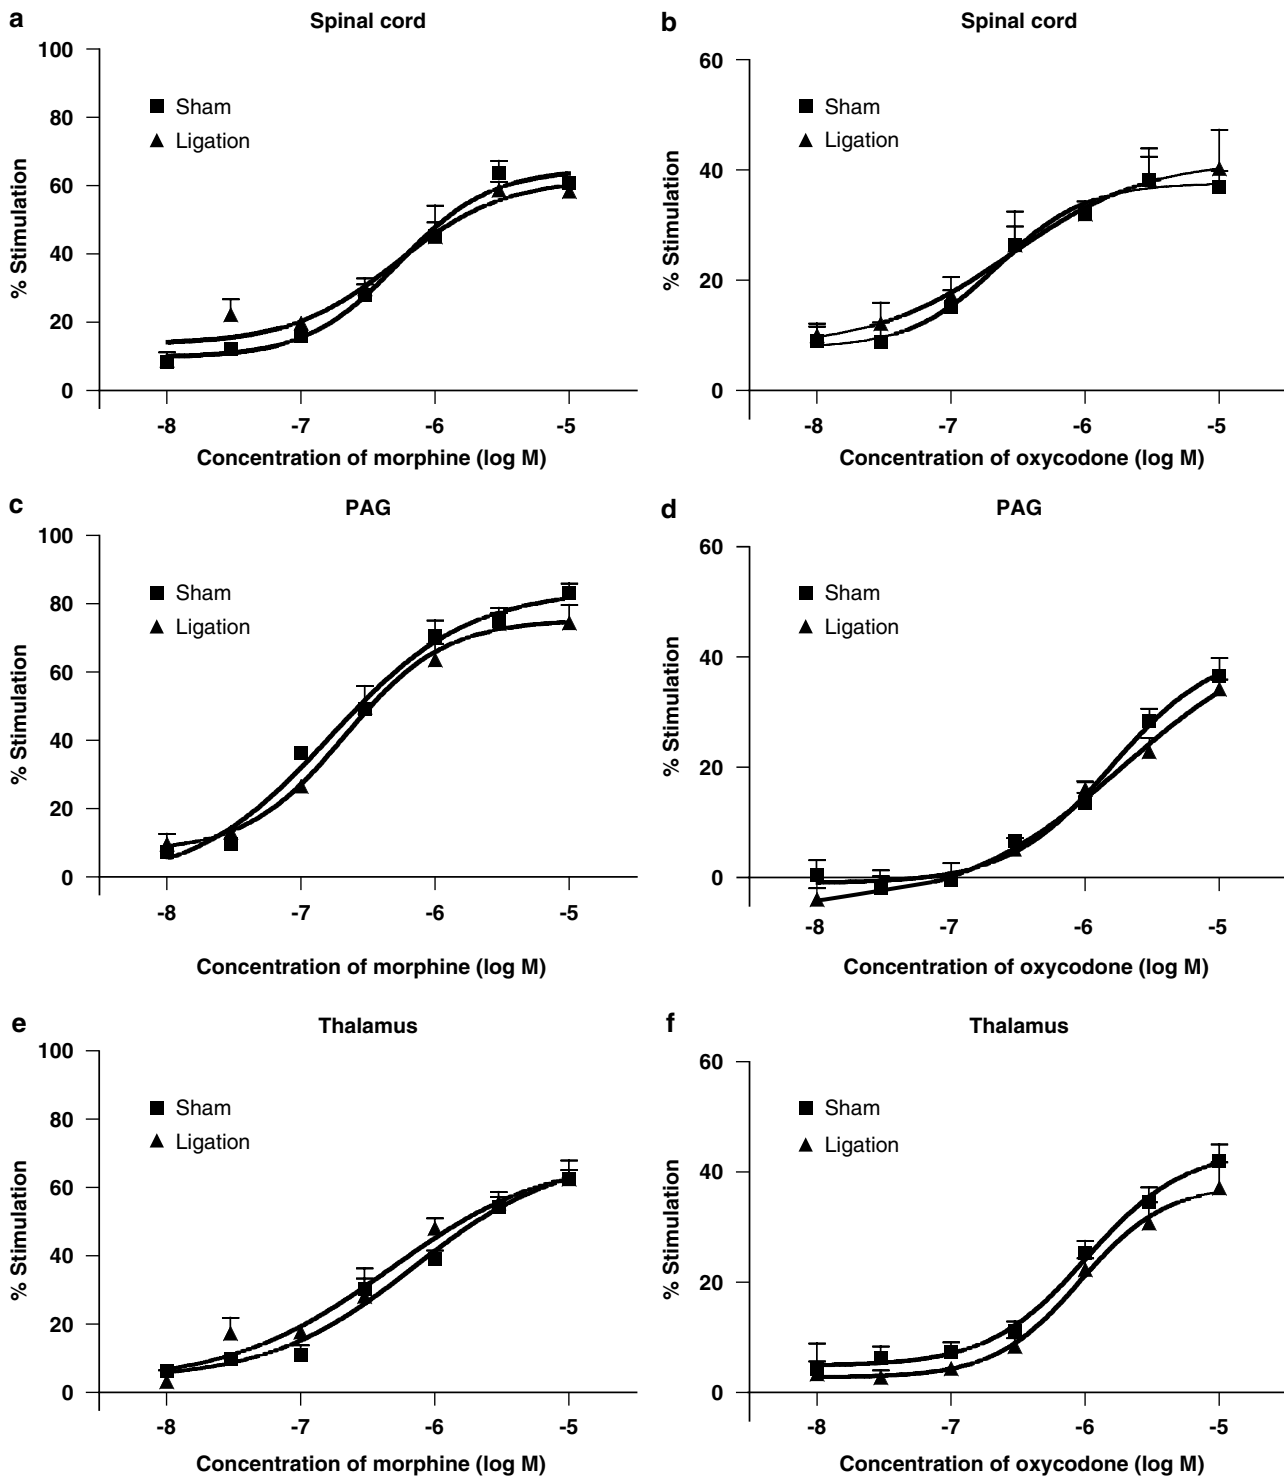 a
Spinal cord
100
80
60
40
20
0
% Stimulation
Sham
Ligation
-8 -7 -6 -5
Concentration of morphine (log M)
b
Spinal cord
60
40
20
0
% Stimulation
Sham
Ligation
-8 -7 -6 -5
Concentration of oxycodone (log M)
c
PAG
100
80
60
40
20
0
% Stimulation
Sham
Ligation
-8 -7 -6 -5
Concentration of morphine (log M)
d
PAG
60
40
20
0
% Stimulation
Sham
Ligation
-8 -7 -6 -5
Concentration of oxycodone (log M)
e
Thalamus
100
80
60
40
20
0
% Stimulation
Sham
Ligation
-8 -7 -6 -5
Concentration of morphine (log M)
f
Thalamus
60
40
20
0
% Stimulation
Sham
Ligation
-8 -7 -6 -5
Concentration of oxycodone (log M)